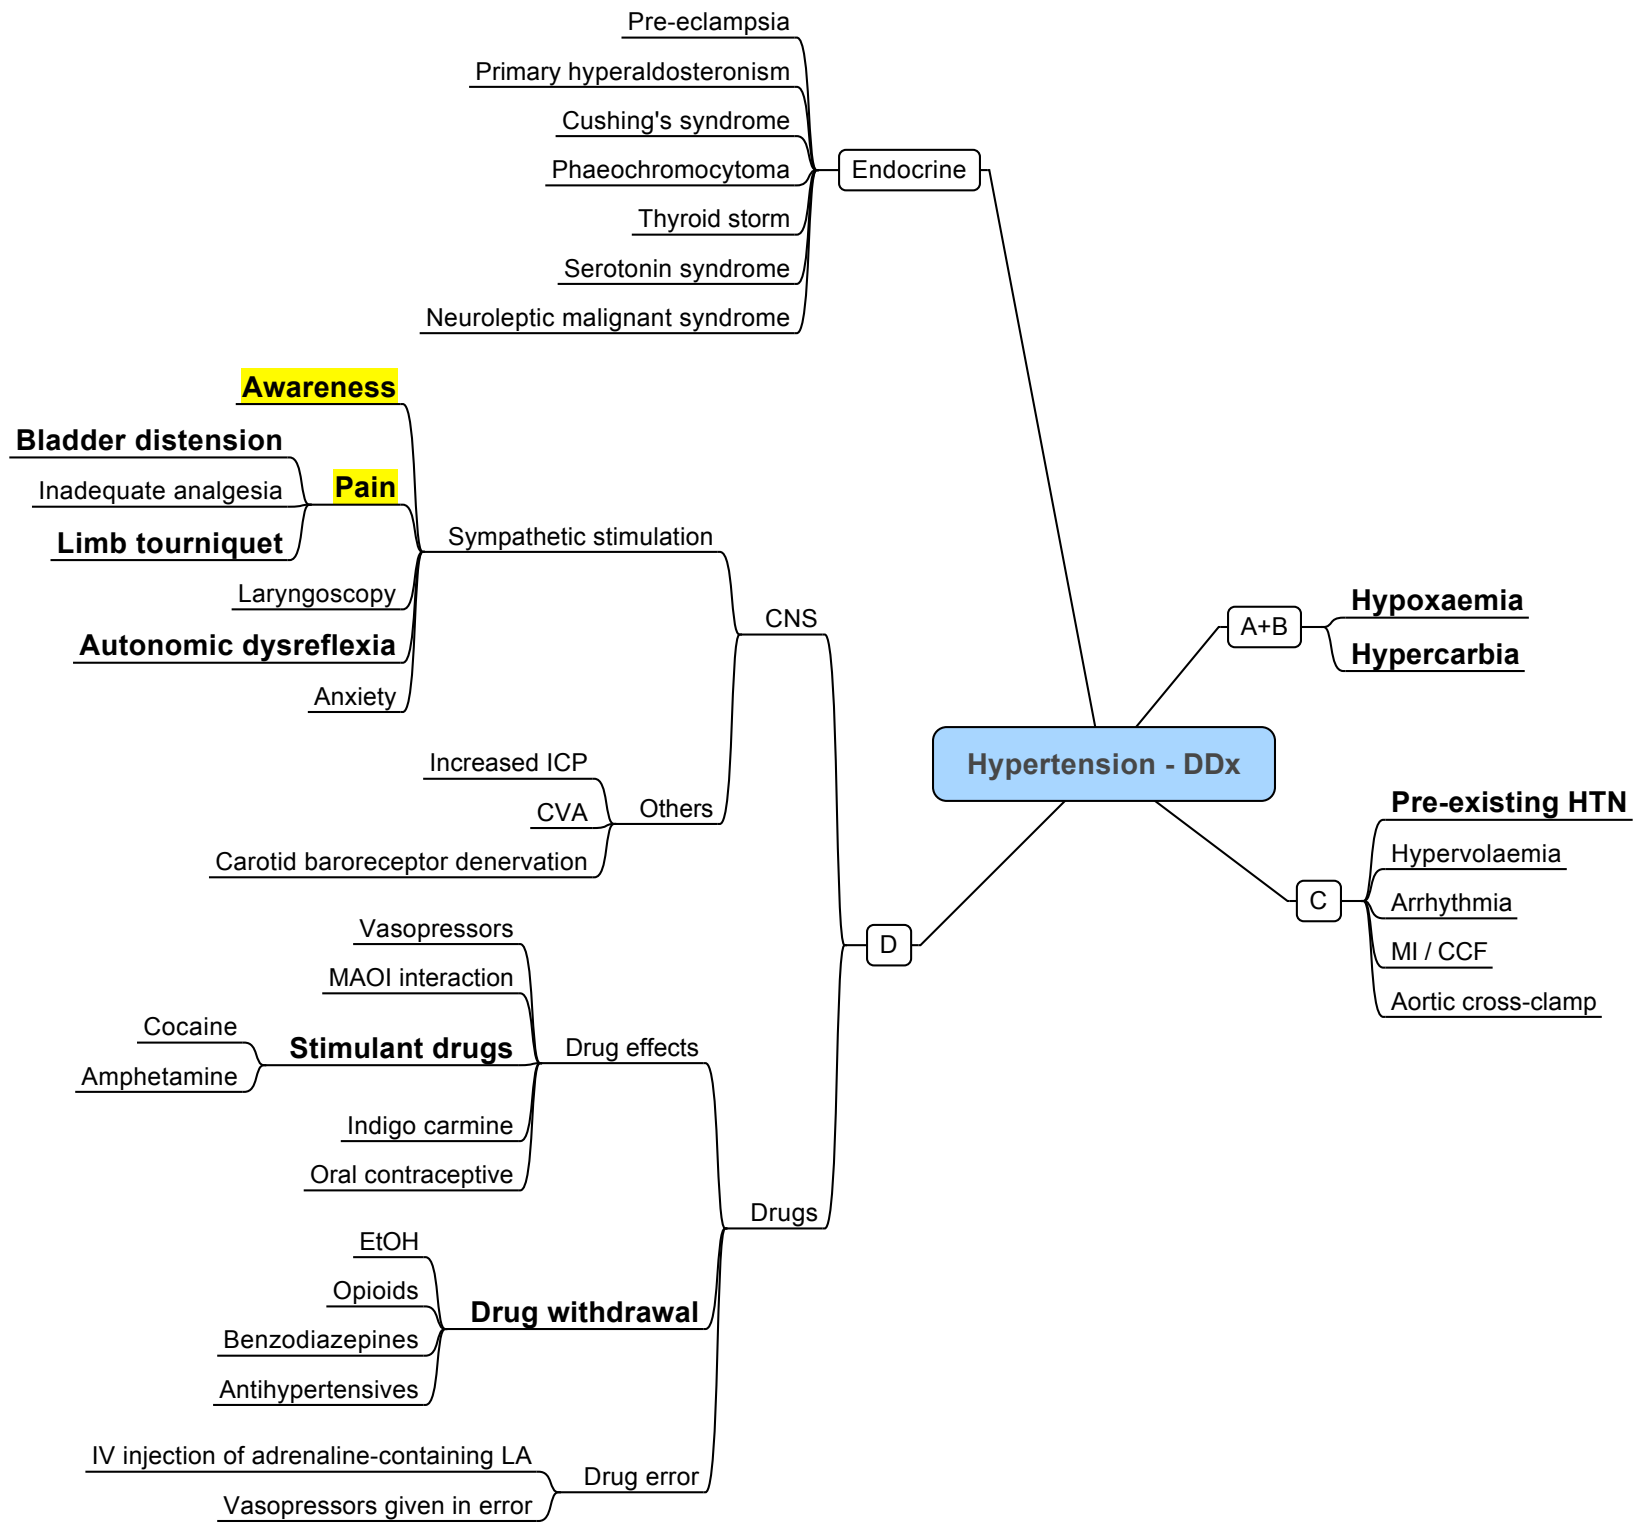 Hypertension - DDx
A+B
Hypoxaemia
Hypercarbia
C
Pre-existing HTN
Hypervolaemia
Arrhythmia
MI / CCF
Aortic cross-clamp
D
CNS
Sympathetic stimulation
Awareness
Pain
Bladder distension
Inadequate analgesia
Limb tourniquet
Laryngoscopy
Autonomic dysreflexia
Anxiety
Others
Increased ICP
CVA
Carotid baroreceptor denervation
Drugs
Drug effects
Vasopressors
MAOI interaction
Stimulant drugs
Cocaine
Amphetamine
Indigo carmine
Oral contraceptive
Drug withdrawal
EtOH
Opioids
Benzodiazepines
Antihypertensives
Drug error
IV injection of adrenaline-containing LA
Vasopressors given in error
Endocrine
Pre-eclampsia
Primary hyperaldosteronism
Cushing's syndrome
Phaeochromocytoma
Thyroid storm
Serotonin syndrome
Neuroleptic malignant syndrome